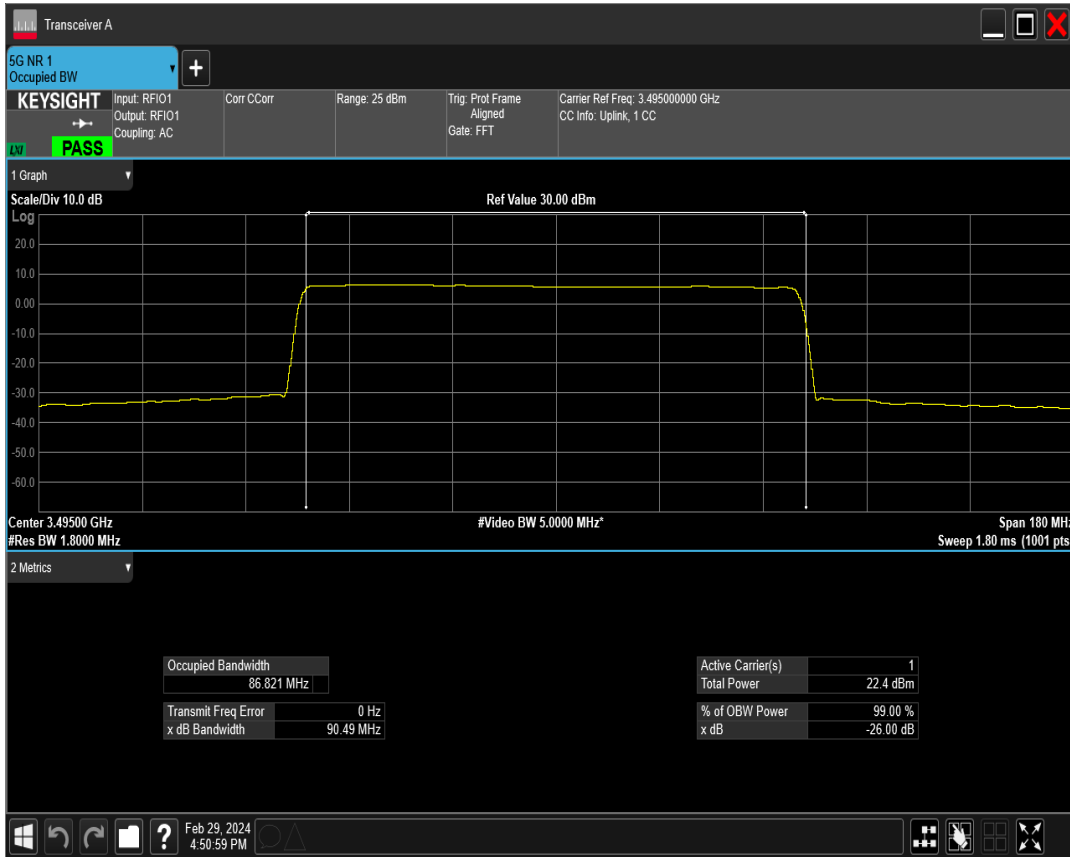 Transceiver A
5G NR 1
Occupied BW
KEYSIGHT
LXI
PASS
Input: RFIO1
Output: RFIO1
Coupling: AC
Corr CCorr
Range: 25 dBm
Trig: Prot Frame
Aligned
Gate: FFT
Carrier Ref Freq: 3.495000000 GHz
CC Info: Uplink, 1 CC
1 Graph
Scale/Div 10.0 dB
Ref Value 30.00 dBm
Log
20.0
10.0
0.00
-10.0
-20.0
-30.0
-40.0
-50.0
-60.0
Center 3.49500 GHz
#Video BW 5.0000 MHz*
Span 180 MHz
#Res BW 1.8000 MHz
Sweep 1.80 ms (1001 pts
2 Metrics
Occupied Bandwidth
86.821 MHz
Transmit Freq Error 0 Hz
x dB Bandwidth 90.49 MHz
Active Carrier(s) 1
Total Power 22.4 dBm
% of OBW Power 99.00 %
x dB -26.00 dB
?
Feb 29, 2024
4:50:59 PM